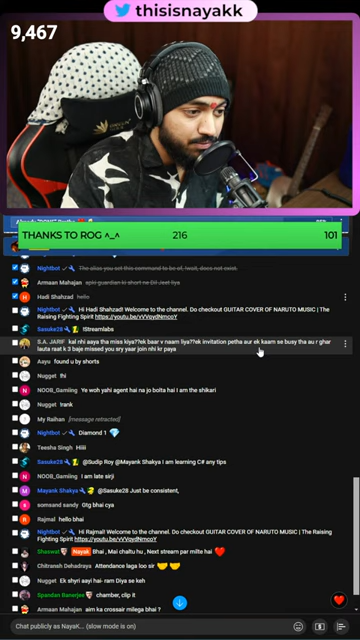 thisisnayakk
9,467
THANKS TO ROG ^_^ 216 101
Nightbot The alias you set this command to be of, !wait, does not exist.
Armaan Mahajan apki guardian ki short ne Dil Jeet liya
Hadi Shahzad hello
Nightbot Hi Hadi Shahzad! Welcome to the channel. Do checkout GUITAR COVER OF NARUTO MUSIC | The
Raising Fighting Spirit https://youtu.be/vVVqydNmcoY
Sasuke28 !Streamlabs
S.A. JARIF kal nhi aaya tha miss kiya??ek baar v naam liya??ek invitation petha aur ek kaam se busy tha au r ghar
lauta raat k 3 baje missed you sry yaar join nhi kr paya
Aayu found u by shorts
Nugget thi
NOOB_Gamiing Ye woh yahi agent hai na jo bolta hai I am the shikari
Nugget trank
My Raihan [message retracted]
Nightbot Diamond 1 💎
Teesha Singh Hiiii
Sasuke28 @Sudip Roy @Mayank Shakya I am learning C# any tips
NOOB_Gamiing I am late sirji
Mayank Shakya @Sasuke28 Just be consistent,
somsand sandy Gtg bhai cya
Rajmal hello bhai
Nightbot Hi Rajmal! Welcome to the channel. Do checkout GUITAR COVER OF NARUTO MUSIC | The
Raising Fighting Spirit https://youtu.be/vVVqydNmcoY
Shaswat Nayak Bhai , Mai chaltu hu , Next stream par milte hai ❤️
Chitransh Dehadraya Attendance laga loo sir
Nugget Ek shyri aayi hai- ram Diya se keh
Spandan Banerjee chamber, clip it
Armaan Mahajan aim ka crossair milega bhai ?
Chat publicly as NayaK... (slow mode is on)